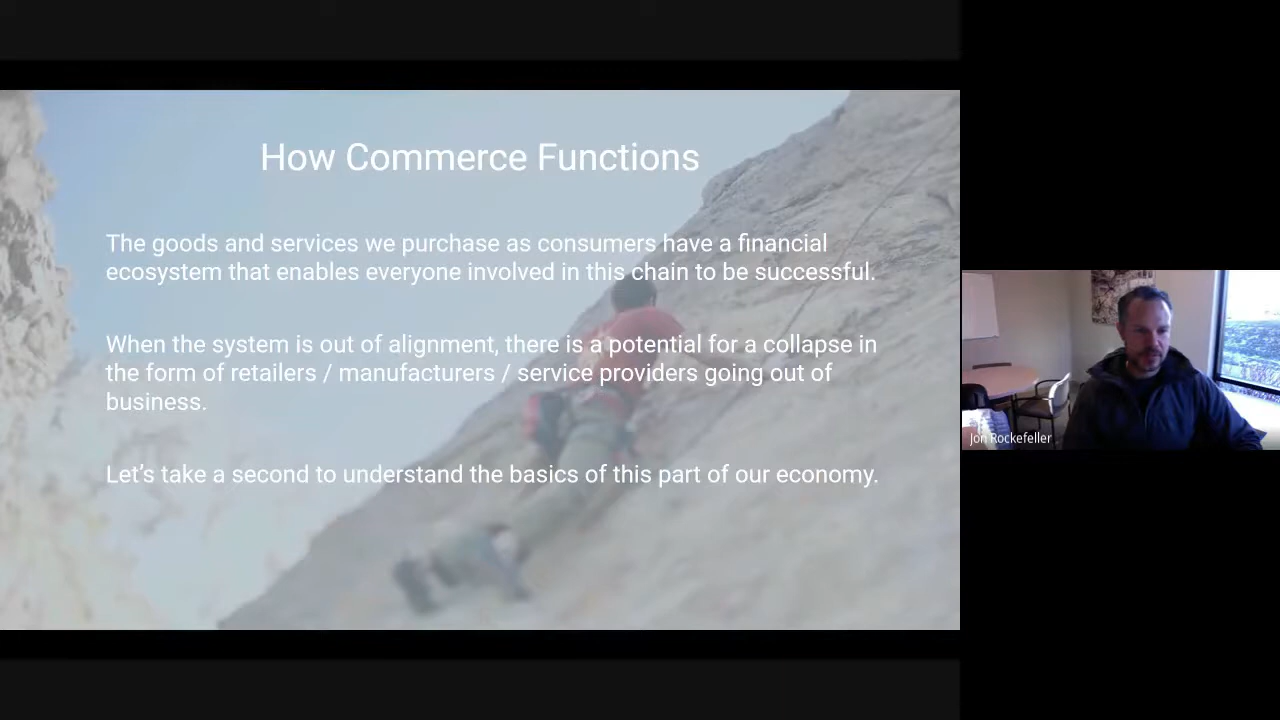 How Commerce Functions
The goods and services we purchase as consumers have a financial
ecosystem that enables everyone involved in this chain to be successful.
When the system is out of alignment, there is a potential for a collapse in
the form of retailers / manufacturers / service providers going out of
business.
Let’s take a second to understand the basics of this part of our economy.
Jon Rockefeller